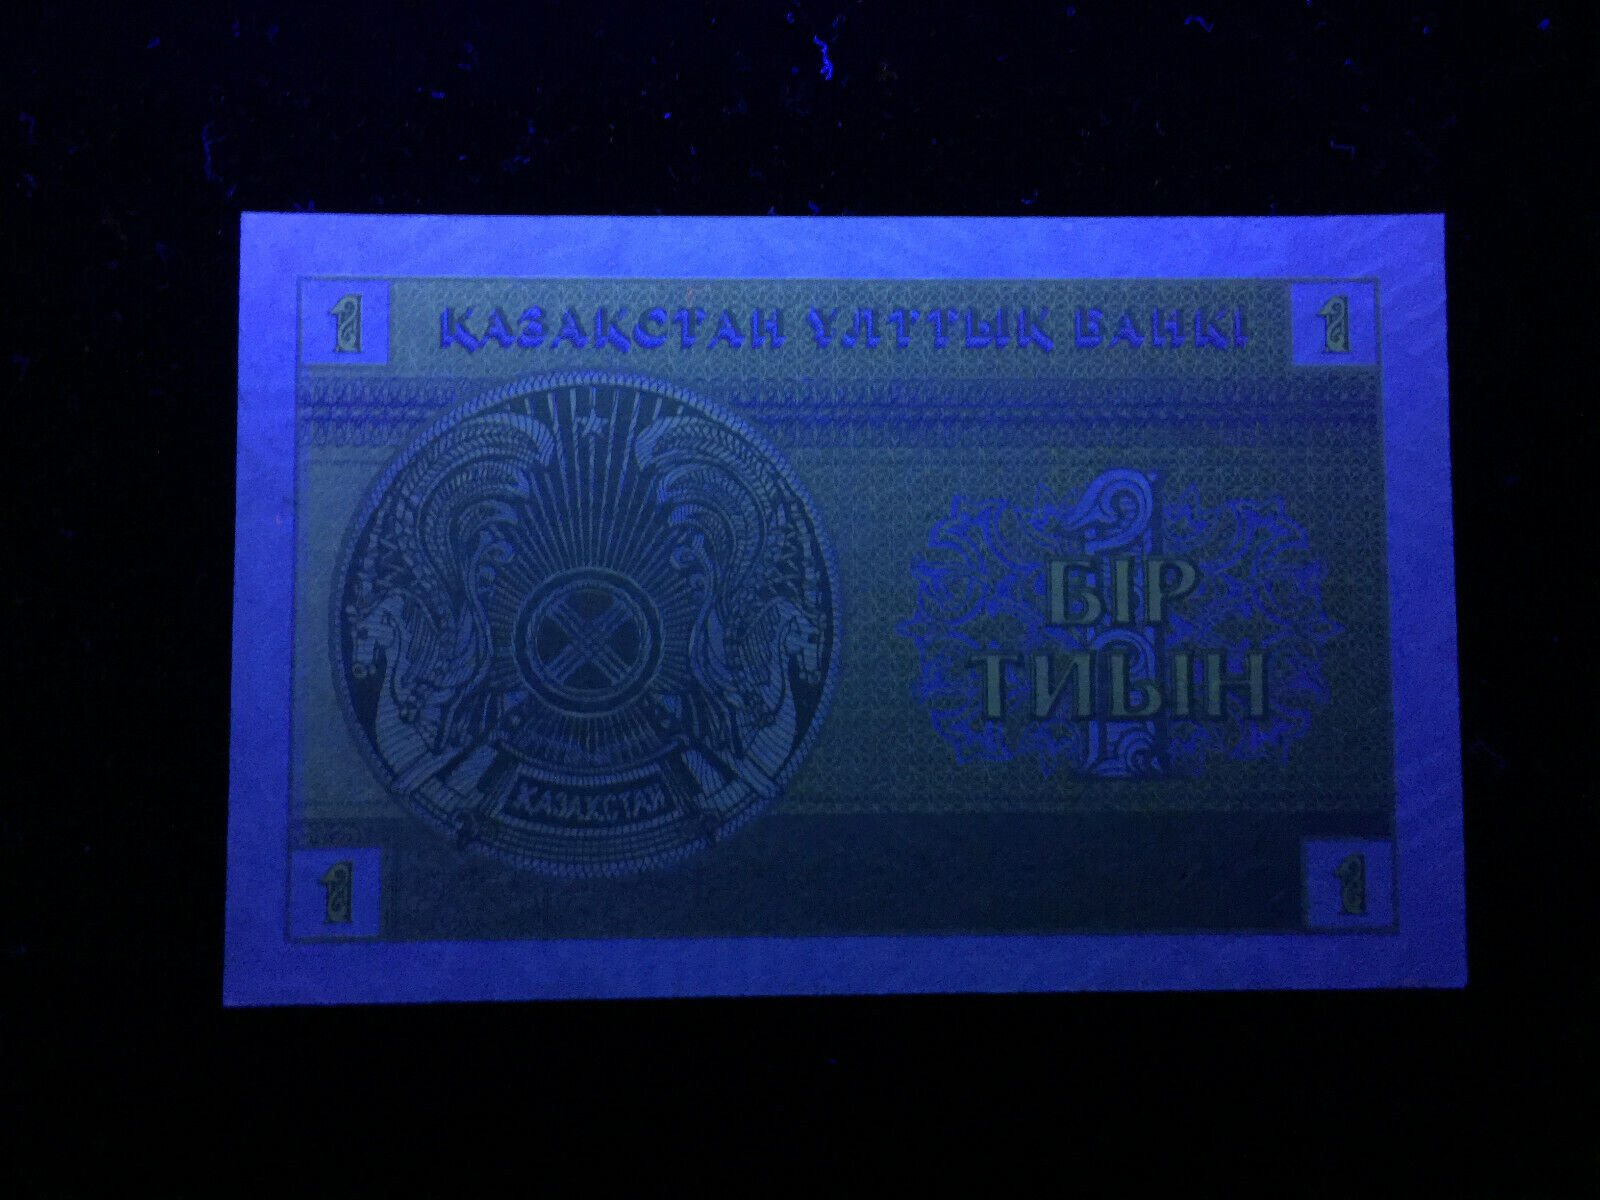 1 ҚАЗАҚСТАН ҰЛТТЫҚ БАНКІ 1
1
БІР
ТИЫН
ҚАЗАҚСТАН
1 1